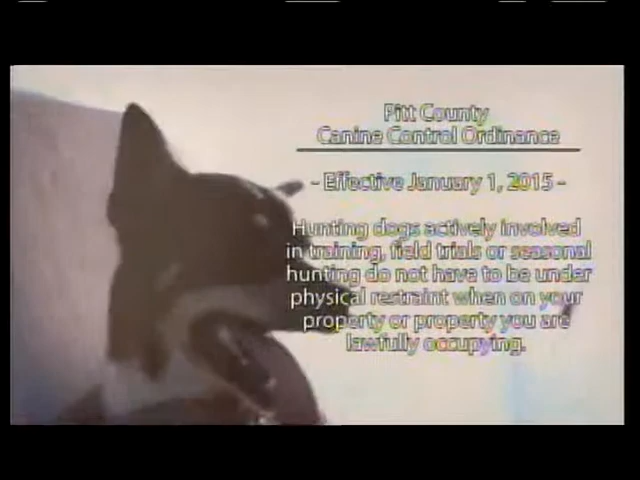 Pitt County
Canine Control Ordinance
- Effective January 1, 2015 -
Hunting dogs actively involved
in training, field trials or seasonal
hunting do not have to be under
physical restraint when on your
property or property you are
lawfully occupying.